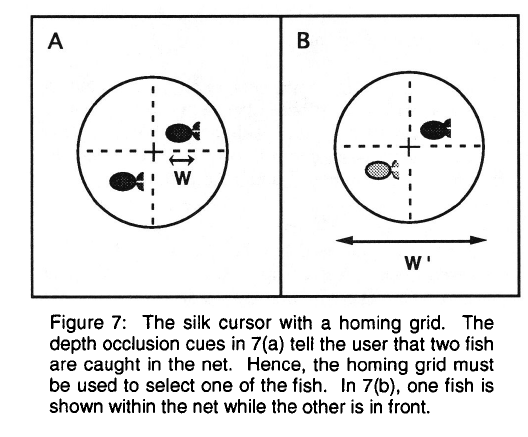 A
B
W
W'
Figure 7: The silk cursor with a homing grid. The
depth occlusion cues in 7(a) tell the user that two fish
are caught in the net. Hence, the homing grid must
be used to select one of the fish. In 7(b), one fish is
shown within the net while the other is in front.